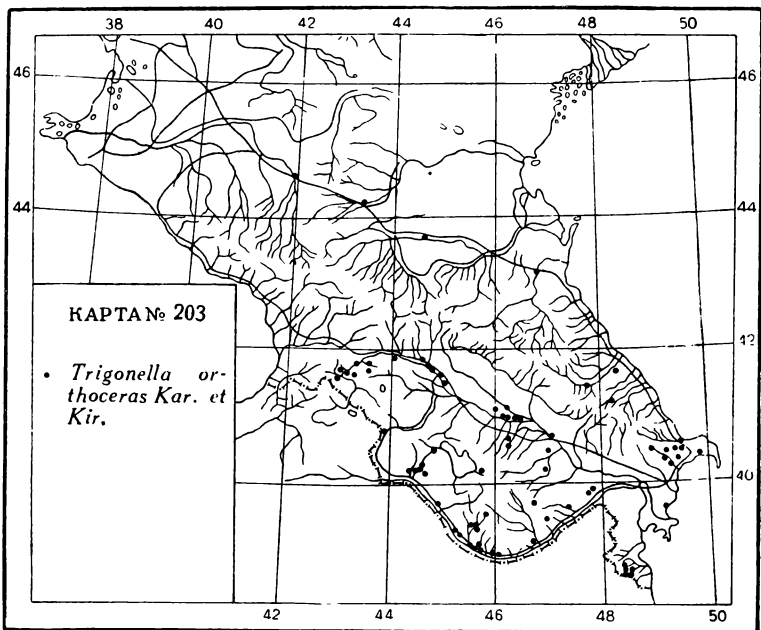 38 40 42 44 46 48 50
46 46
44 44
42
40
КАРТА № 203
• Trigonella or-
thoceras Kar. et
Kir.
42 44 46 48 50